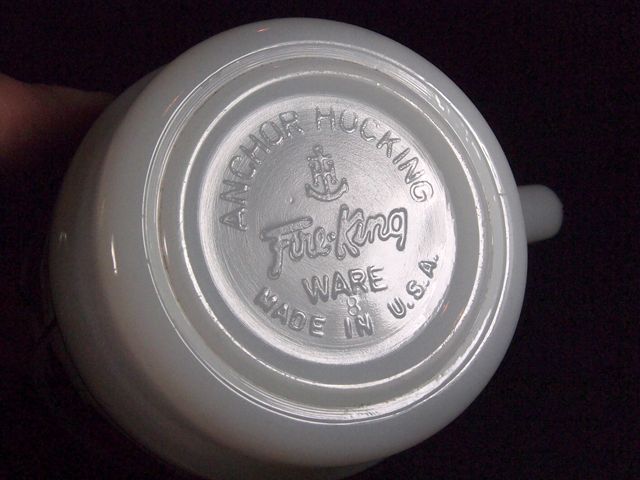 ANCHOR HOCKING
Fire-King
WARE
8
MADE IN U.S.A.